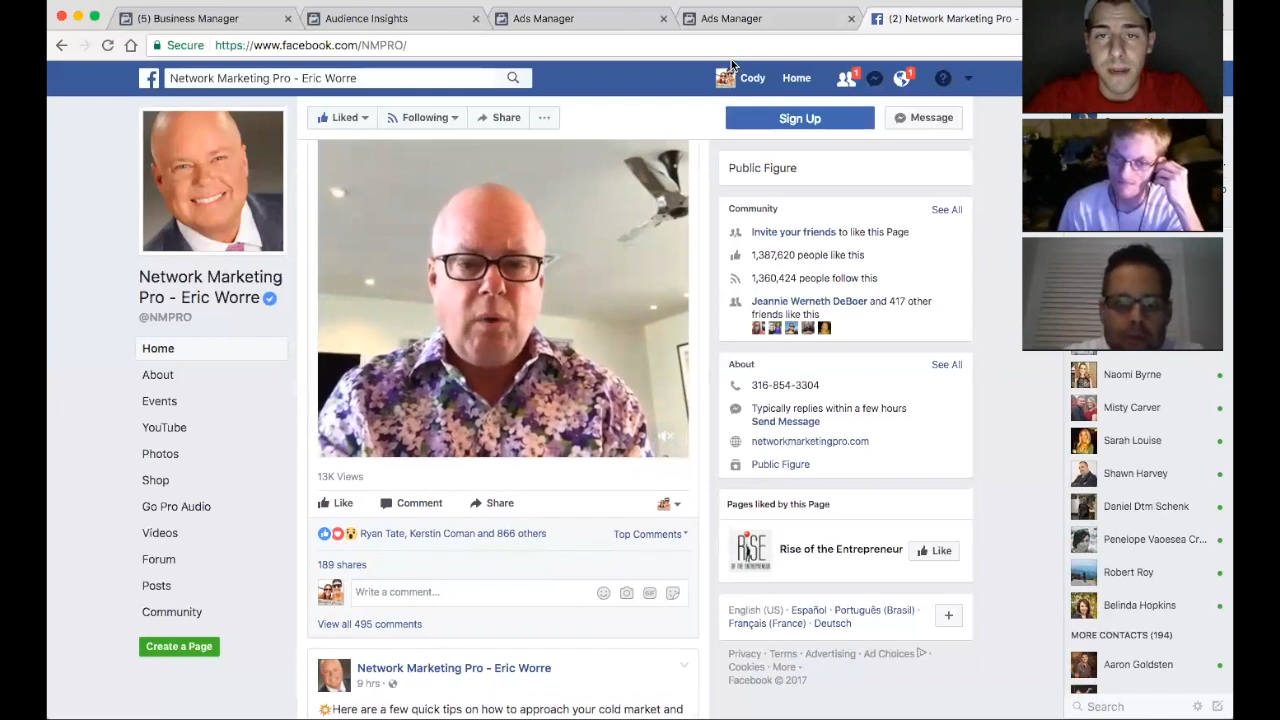 (5) Business Manager
Audience Insights
Ads Manager
Ads Manager
(2) Network Marketing Pro -
Secure https://www.facebook.com/NMPRO/
Network Marketing Pro - Eric Worre
Cody
Home
1
1
Network Marketing
Pro - Eric Worre
@NMPRO
Home
About
Events
YouTube
Photos
Shop
Go Pro Audio
Videos
Forum
Posts
Community
Create a Page
Liked
Following
Share
Sign Up
Message
13K Views
Like
Comment
Share
Ryan Tate, Kerstin Coman and 866 others
Top Comments
189 shares
Write a comment...
GIF
View all 495 comments
Network Marketing Pro - Eric Worre
9 hrs ·
Here are a few quick tips on how to approach your cold market and
Public Figure
Community
See All
Invite your friends to like this Page
1,387,620 people like this
1,360,424 people follow this
Jeannie Werneth DeBoer and 417 other
friends like this
About
See All
316-854-3304
Typically replies within a few hours
Send Message
networkmarketingpro.com
Public Figure
Pages liked by this Page
RISE
OF THE ENTREPRENEUR
Rise of the Entrepreneur
Like
English (US) · Español · Português (Brasil) ·
Français (France) · Deutsch
Privacy · Terms · Advertising · Ad Choices ·
Cookies · More
Facebook © 2017
Naomi Byrne
Misty Carver
Sarah Louise
Shawn Harvey
Daniel Dtm Schenk
Penelope Vaoesea Cr...
Robert Roy
Belinda Hopkins
MORE CONTACTS (194)
Aaron Goldsten
Search